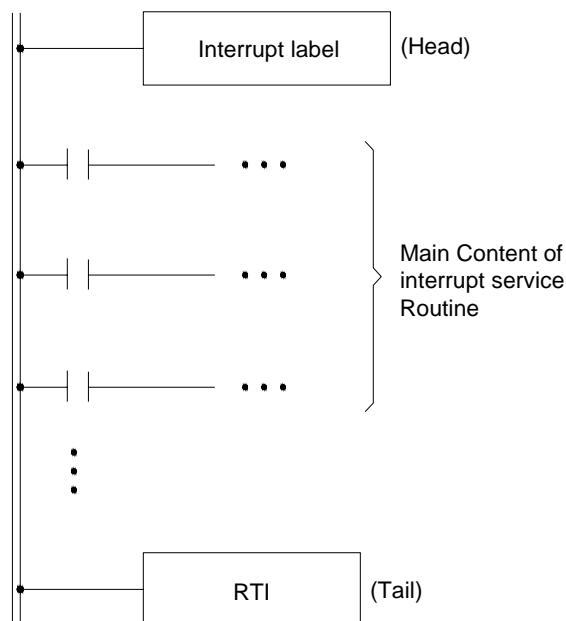 Interrupt label
(Head)
Main Content of
interrupt service
Routine
RTI
(Tail)